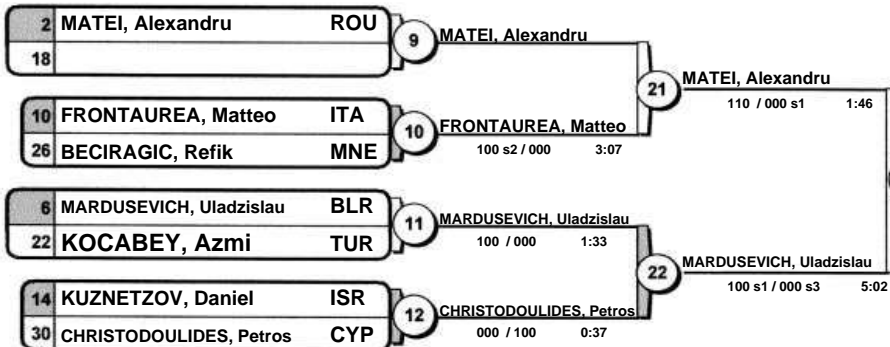 2 MATEI, Alexandru ROU
18
9
MATEI, Alexandru
10 FRONTAUREA, Matteo ITA
26 BECIRAGIC, Refik MNE
10
FRONTAUREA, Matteo
100 s2 / 000 3:07
21
MATEI, Alexandru
110 / 000 s1 1:46
6 MARDUSEVICH, Uladzislau BLR
22 KOCABEY, Azmi TUR
11
MARDUSEVICH, Uladzislau
100 / 000 1:33
14 KUZNETZOV, Daniel ISR
30 CHRISTODOULIDES, Petros CYP
12
CHRISTODOULIDES, Petros
000 / 100 0:37
22
MARDUSEVICH, Uladzislau
100 s1 / 000 s3 5:02